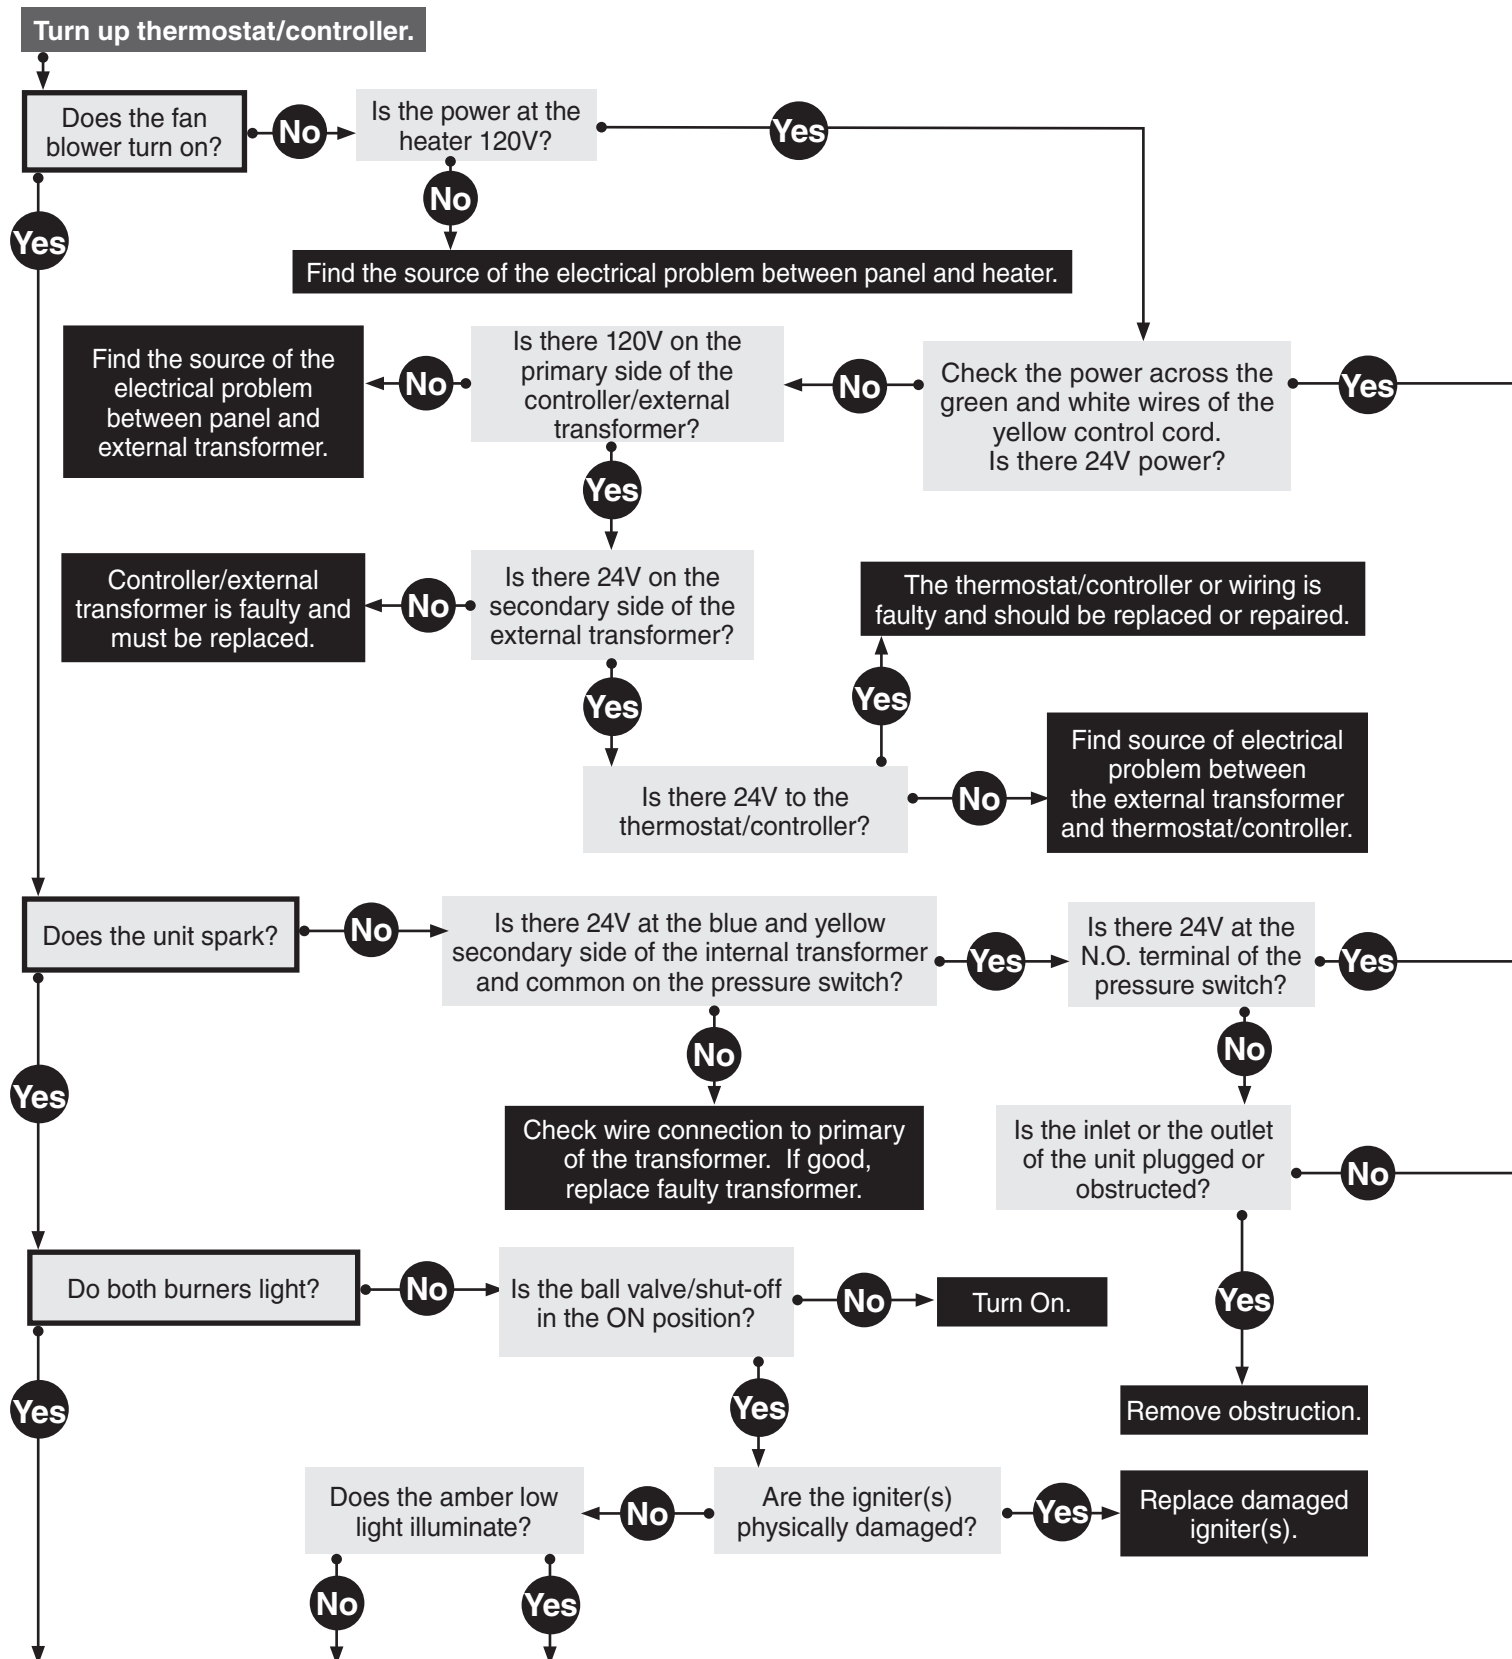 Turn up thermostat/controller.
Does the fan
blower turn on?
No
Is the power at the
heater 120V?
Yes
No
Yes
Find the source of the electrical problem between panel and heater.
Find the source of the
electrical problem
between panel and
external transformer.
No
Is there 120V on the
primary side of the
controller/external
transformer?
No
Check the power across the
green and white wires of the
yellow control cord.
Is there 24V power?
Yes
Yes
Controller/external
transformer is faulty and
must be replaced.
No
Is there 24V on the
secondary side of the
external transformer?
The thermostat/controller or wiring is
faulty and should be replaced or repaired.
Yes
Yes
Is there 24V to the
thermostat/controller?
No
Find source of electrical
problem between
the external transformer
and thermostat/controller.
Does the unit spark?
No
Is there 24V at the blue and yellow
secondary side of the internal transformer
and common on the pressure switch?
Yes
Is there 24V at the
N.O. terminal of the
pressure switch?
Yes
No
No
Yes
Check wire connection to primary
of the transformer.  If good,
replace faulty transformer.
Is the inlet or the outlet
of the unit plugged or
obstructed?
No
Do both burners light?
No
Is the ball valve/shut-off
in the ON position?
No
Turn On.
Yes
Yes
Yes
Remove obstruction.
Does the amber low
light illuminate?
No
Are the igniter(s)
physically damaged?
Yes
Replace damaged
igniter(s).
No
Yes